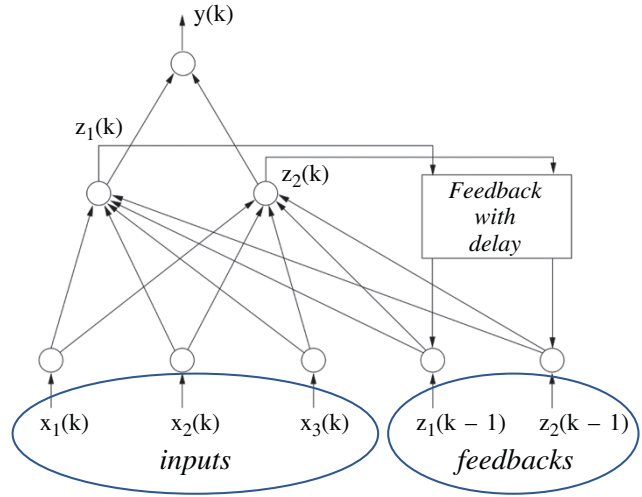 y(k)
z₁(k)
z₂(k)
Feedback
with
delay
x₁(k) x₂(k) x₃(k) z₁(k – 1) z₂(k – 1)
inputs feedbacks